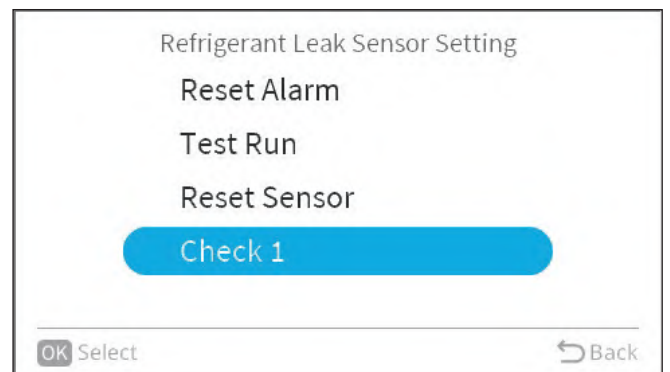 Refrigerant Leak Sensor Setting
Reset Alarm
Test Run
Reset Sensor
Check 1
OK Select Back